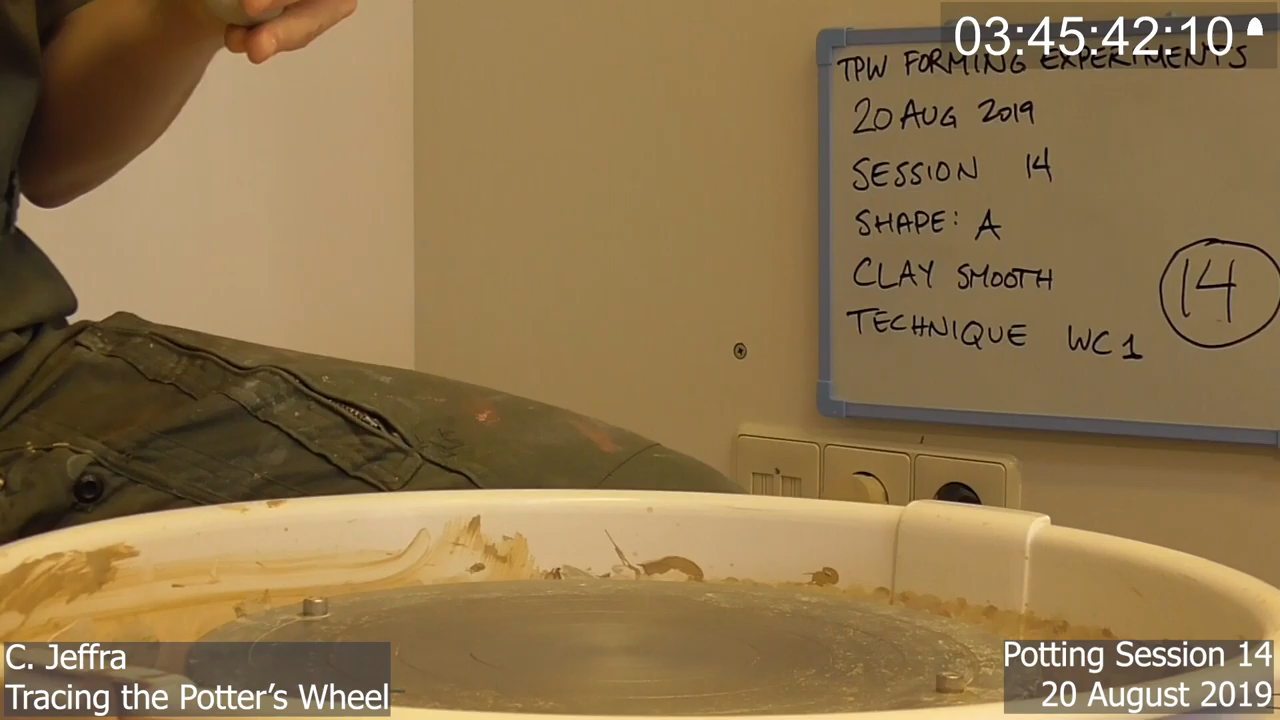 03:45:42:10
TPW FORMING EXPERIMENTS
20 AUG 2019
SESSION 14
SHAPE: A
CLAY SMOOTH
14
TECHNIQUE WC1
C. Jeffra
Tracing the Potter's Wheel
Potting Session 14
20 August 2019